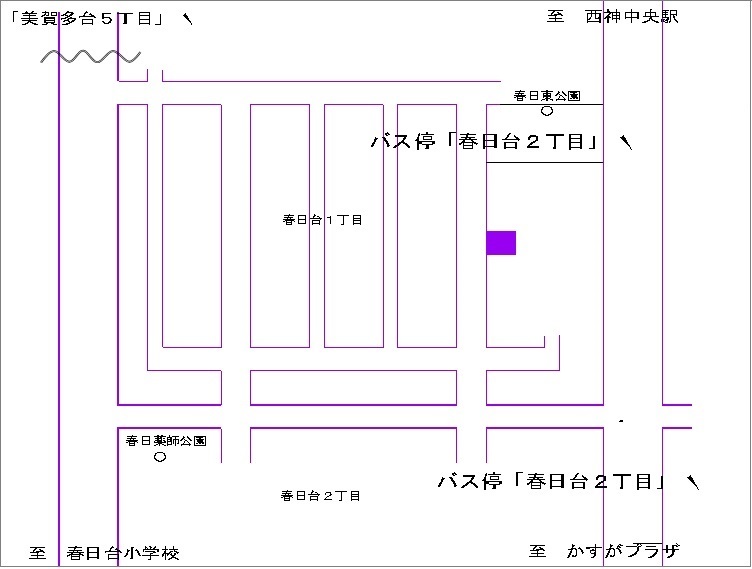 「美賀多台５丁目」
至　西神中央駅
春日東公園
バス停「春日台２丁目」
春日台１丁目
春日薬師公園
バス停「春日台２丁目」
春日台２丁目
至　春日台小学校
至　かすがプラザ